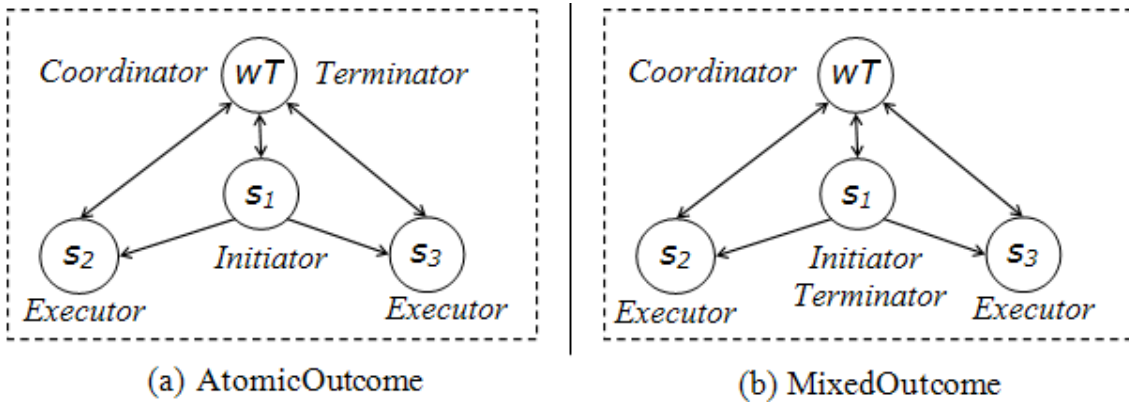 Coordinator wT Terminator
s1
s2 Initiator s3
Executor Executor
(a) AtomicOutcome
Coordinator wT
s1
s2 Initiator s3
Terminator
Executor Executor
(b) MixedOutcome